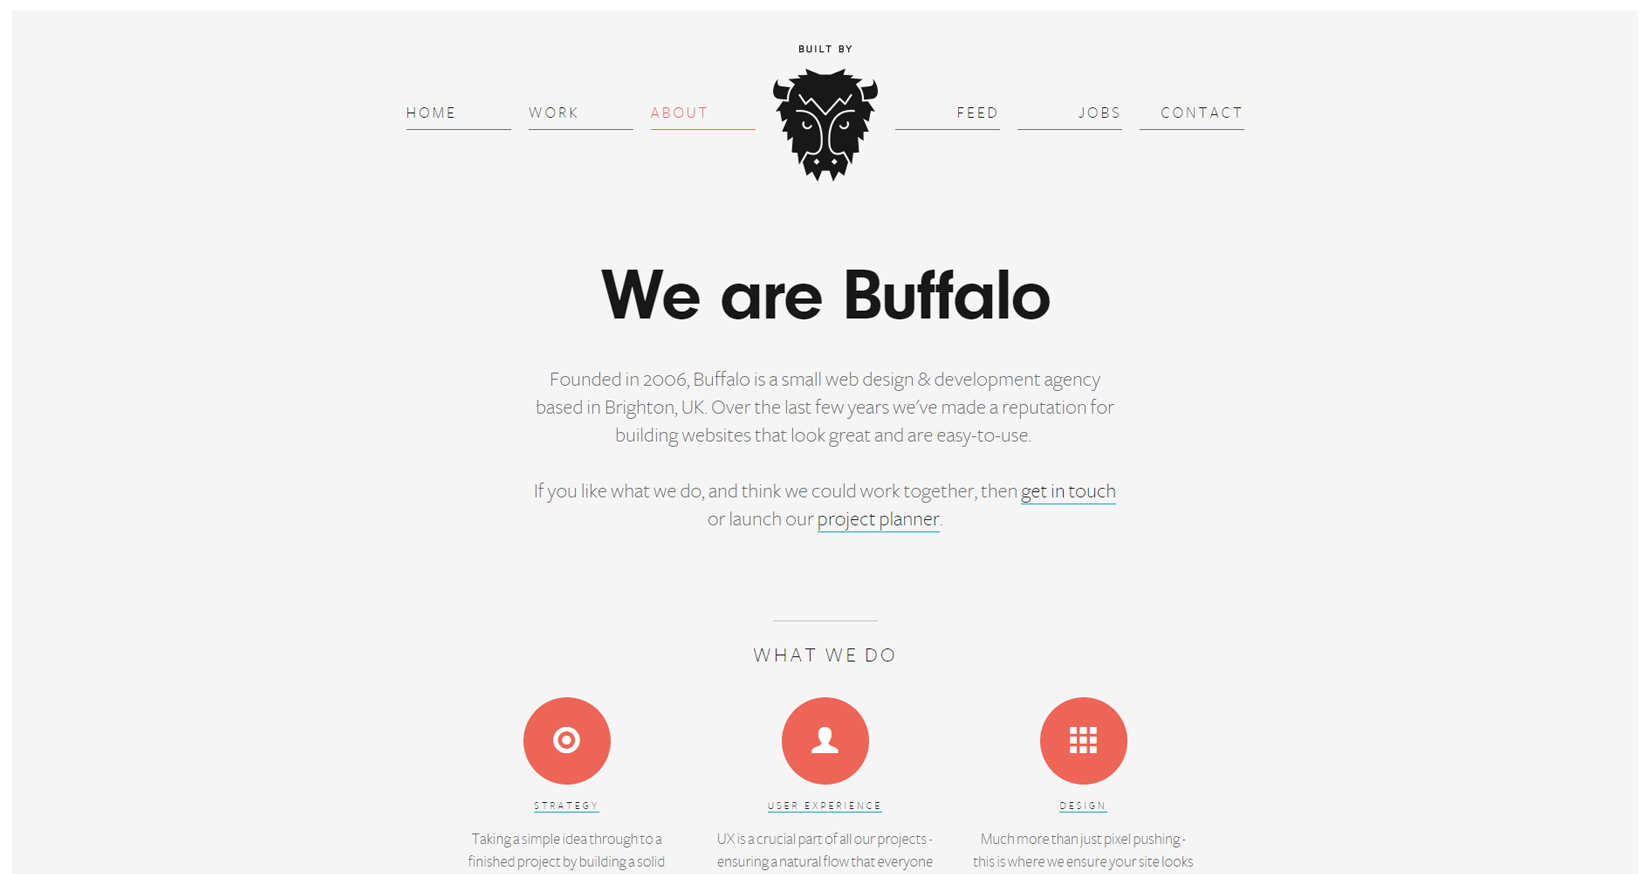 BUILT BY
HOME WORK ABOUT FEED JOBS CONTACT
We are Buffalo
Founded in 2006, Buffalo is a small web design & development agency
based in Brighton, UK. Over the last few years we've made a reputation for
building websites that look great and are easy-to-use.
If you like what we do, and think we could work together, then get in touch
or launch our project planner.
WHAT WE DO
STRATEGY
Taking a simple idea through to a
finished project by building a solid
USER EXPERIENCE
UX is a crucial part of all our projects -
ensuring a natural flow that everyone
DESIGN
Much more than just pixel pushing -
this is where we ensure your site looks